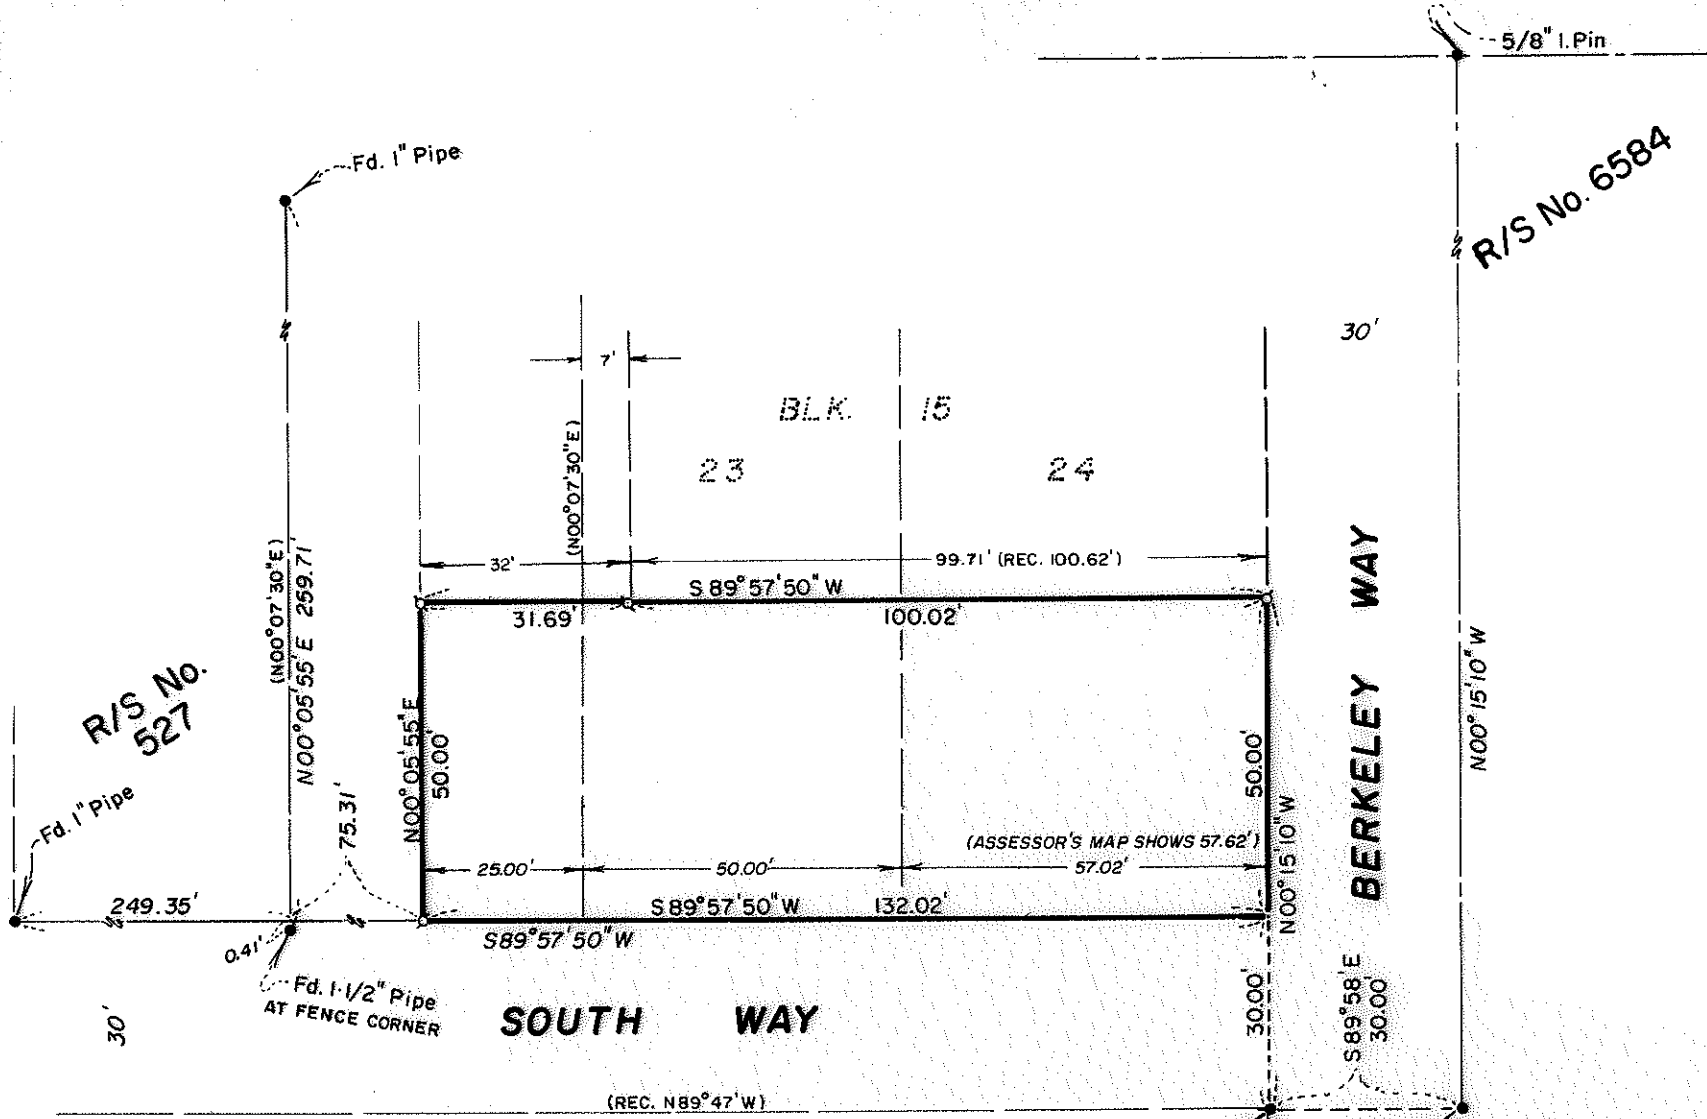 5/8" I.Pin
R/S No. 6584
Fd. 1" Pipe
30'
7'
BLK. 15
23
24
(N00°07'30"E)
32'
99.71' (REC. 100.62')
S 89°57'50" W
31.69'
100.02'
(N00°07'30"E)
N00°05'55"E 259.71'
R/S No.
527
Fd. 1" Pipe
249.35'
75.31'
0.41'
Fd. 1-1/2" Pipe
AT FENCE CORNER
30'
N00°05'55"E
50.00'
50.00'
N00°15'10"W
(ASSESSOR'S MAP SHOWS 57.62')
25.00'
50.00'
57.02'
S89°57'50"W 132.02'
S89°57'50"W
BERKELEY WAY
N00°15'10"W
SOUTH WAY
30.00'
S89°58'E
30.00'
(REC. N89°47'W)